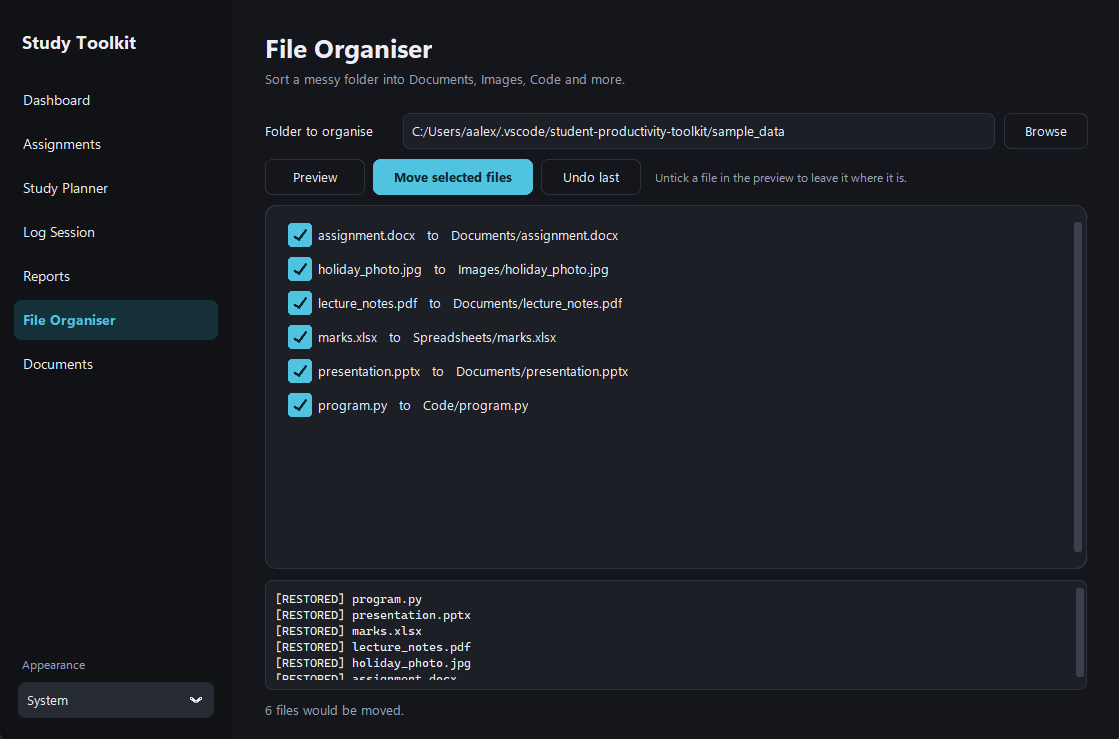 Study Toolkit
Dashboard
Assignments
Study Planner
Log Session
Reports
File Organiser
Documents
Appearance
System
File Organiser
Sort a messy folder into Documents, Images, Code and more.
Folder to organise C:/Users/aalex/.vscode/student-productivity-toolkit/sample_data Browse
Preview Move selected files Undo last Untick a file in the preview to leave it where it is.
assignment.docx to Documents/assignment.docx
holiday_photo.jpg to Images/holiday_photo.jpg
lecture_notes.pdf to Documents/lecture_notes.pdf
marks.xlsx to Spreadsheets/marks.xlsx
presentation.pptx to Documents/presentation.pptx
program.py to Code/program.py
[RESTORED] program.py
[RESTORED] presentation.pptx
[RESTORED] marks.xlsx
[RESTORED] lecture_notes.pdf
[RESTORED] holiday_photo.jpg
[RESTORED] assignment.docx
6 files would be moved.